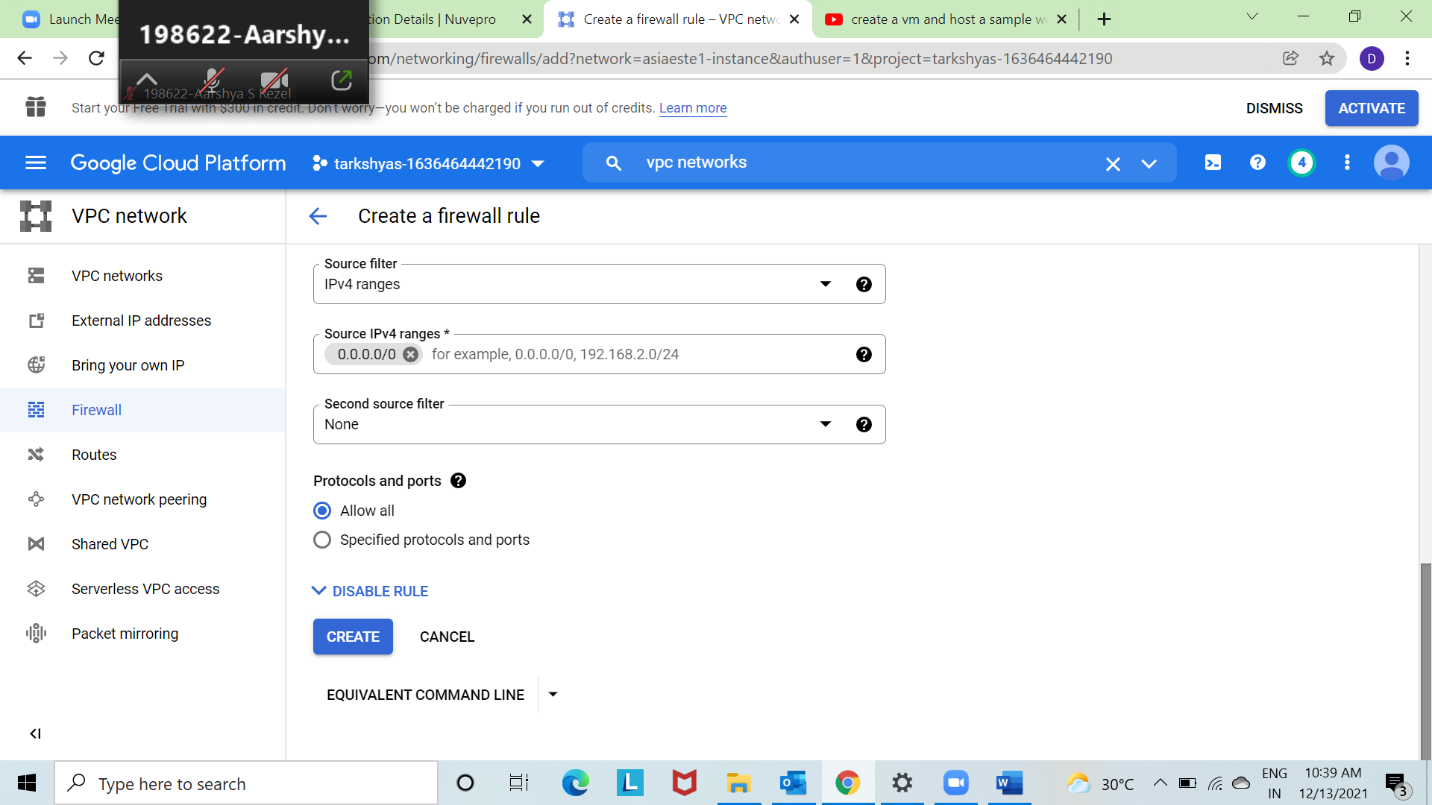 Launch Mee
tion Details | Nuvepro
Create a firewall rule – VPC netw
create a vm and host a sample w
198622-Aarshy...
198622-Aarshya S Kezel
om/networking/firewalls/add?network=asiaeste1-instance&authuser=1&project=tarkshyas-1636464442190
D
Start your Free Trial with $300 in credit. Don't worry—you won't be charged if you run out of credits. Learn more
DISMISS
ACTIVATE
Google Cloud Platform
tarkshyas-1636464442190
vpc networks
4
VPC network
Create a firewall rule
VPC networks
External IP addresses
Bring your own IP
Firewall
Routes
VPC network peering
Shared VPC
Serverless VPC access
Packet mirroring
Source filter
IPv4 ranges
Source IPv4 ranges *
0.0.0.0/0 for example, 0.0.0.0/0, 192.168.2.0/24
Second source filter
None
Protocols and ports
Allow all
Specified protocols and ports
DISABLE RULE
CREATE
CANCEL
EQUIVALENT COMMAND LINE
Type here to search
30°C
ENG
IN
10:39 AM
12/13/2021
3